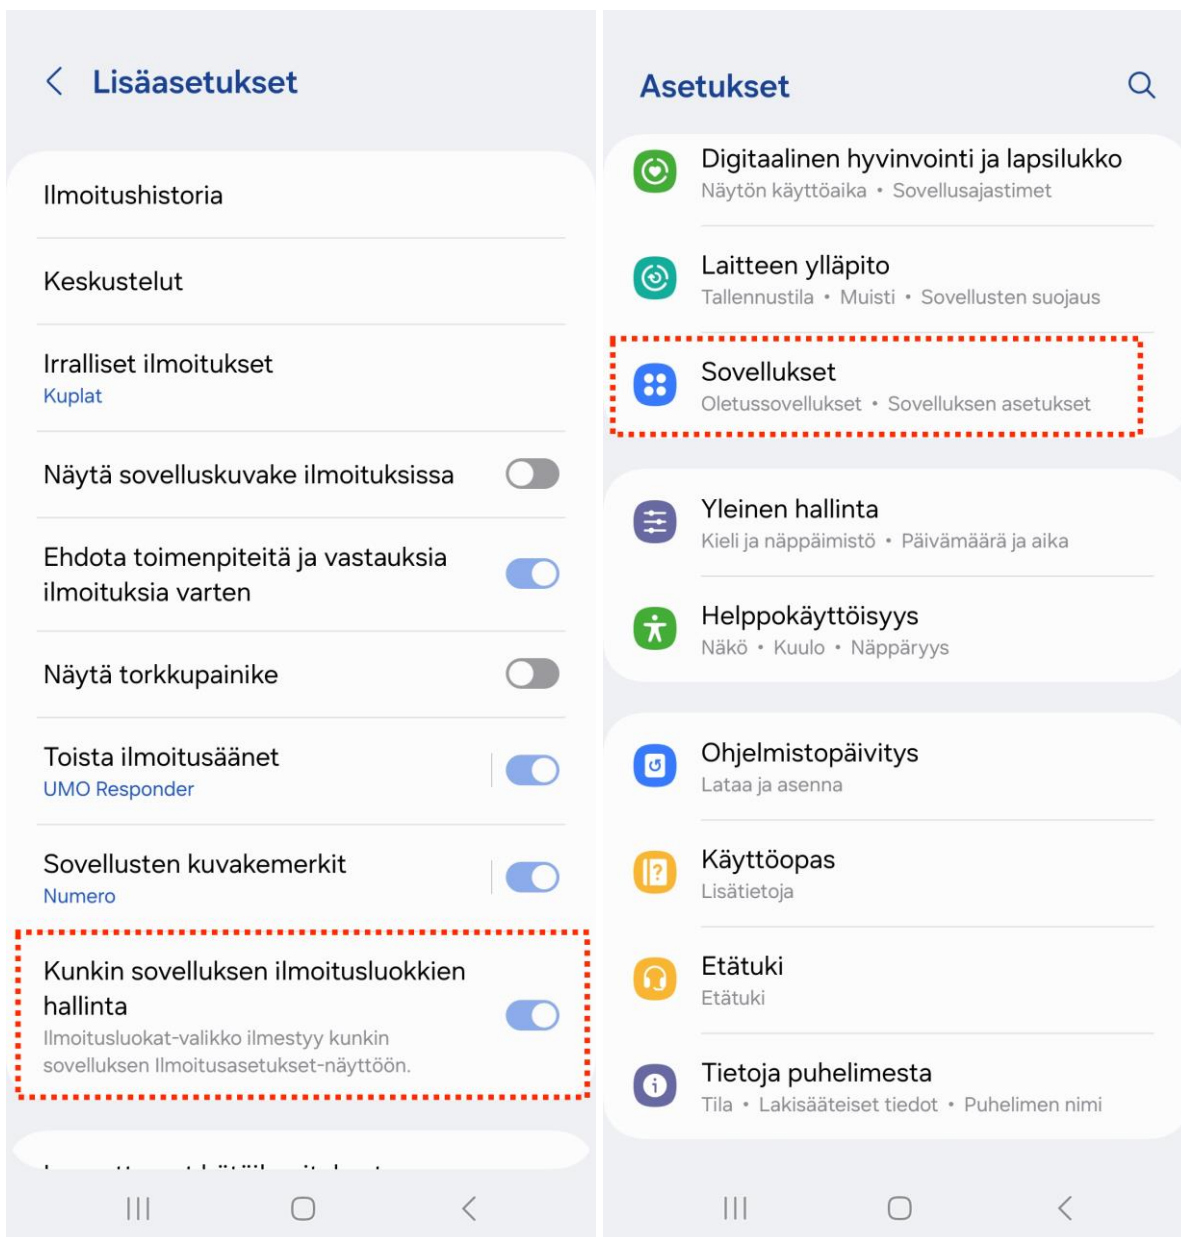 Lisäasetukset
Ilmoitushistoria
Keskustelut
Irralliset ilmoitukset
Kuplat
Näytä sovelluskuvake ilmoituksissa
Ehdota toimenpiteitä ja vastauksia
ilmoituksia varten
Näytä torkkupainike
Toista ilmoitusäänet
UMO Responder
Sovellusten kuvakemerkit
Numero
Kunkin sovelluksen ilmoitusluokkien
hallinta
Ilmoitusluokat-valikko ilmestyy kunkin
sovelluksen Ilmoitusasetukset-näyttöön.
Asetukset
Digitaalinen hyvinvointi ja lapsilukko
Näytön käyttöaika • Sovellusajastimet
Laitteen ylläpito
Tallennustila • Muisti • Sovellusten suojaus
Sovellukset
Oletussovellukset • Sovelluksen asetukset
Yleinen hallinta
Kieli ja näppäimistö • Päivämäärä ja aika
Helppokäyttöisyys
Näkö • Kuulo • Näppäryys
Ohjelmistopäivitys
Lataa ja asenna
Käyttöopas
Lisätietoja
Etätuki
Etätuki
Tietoja puhelimesta
Tila • Lakisääteiset tiedot • Puhelimen nimi